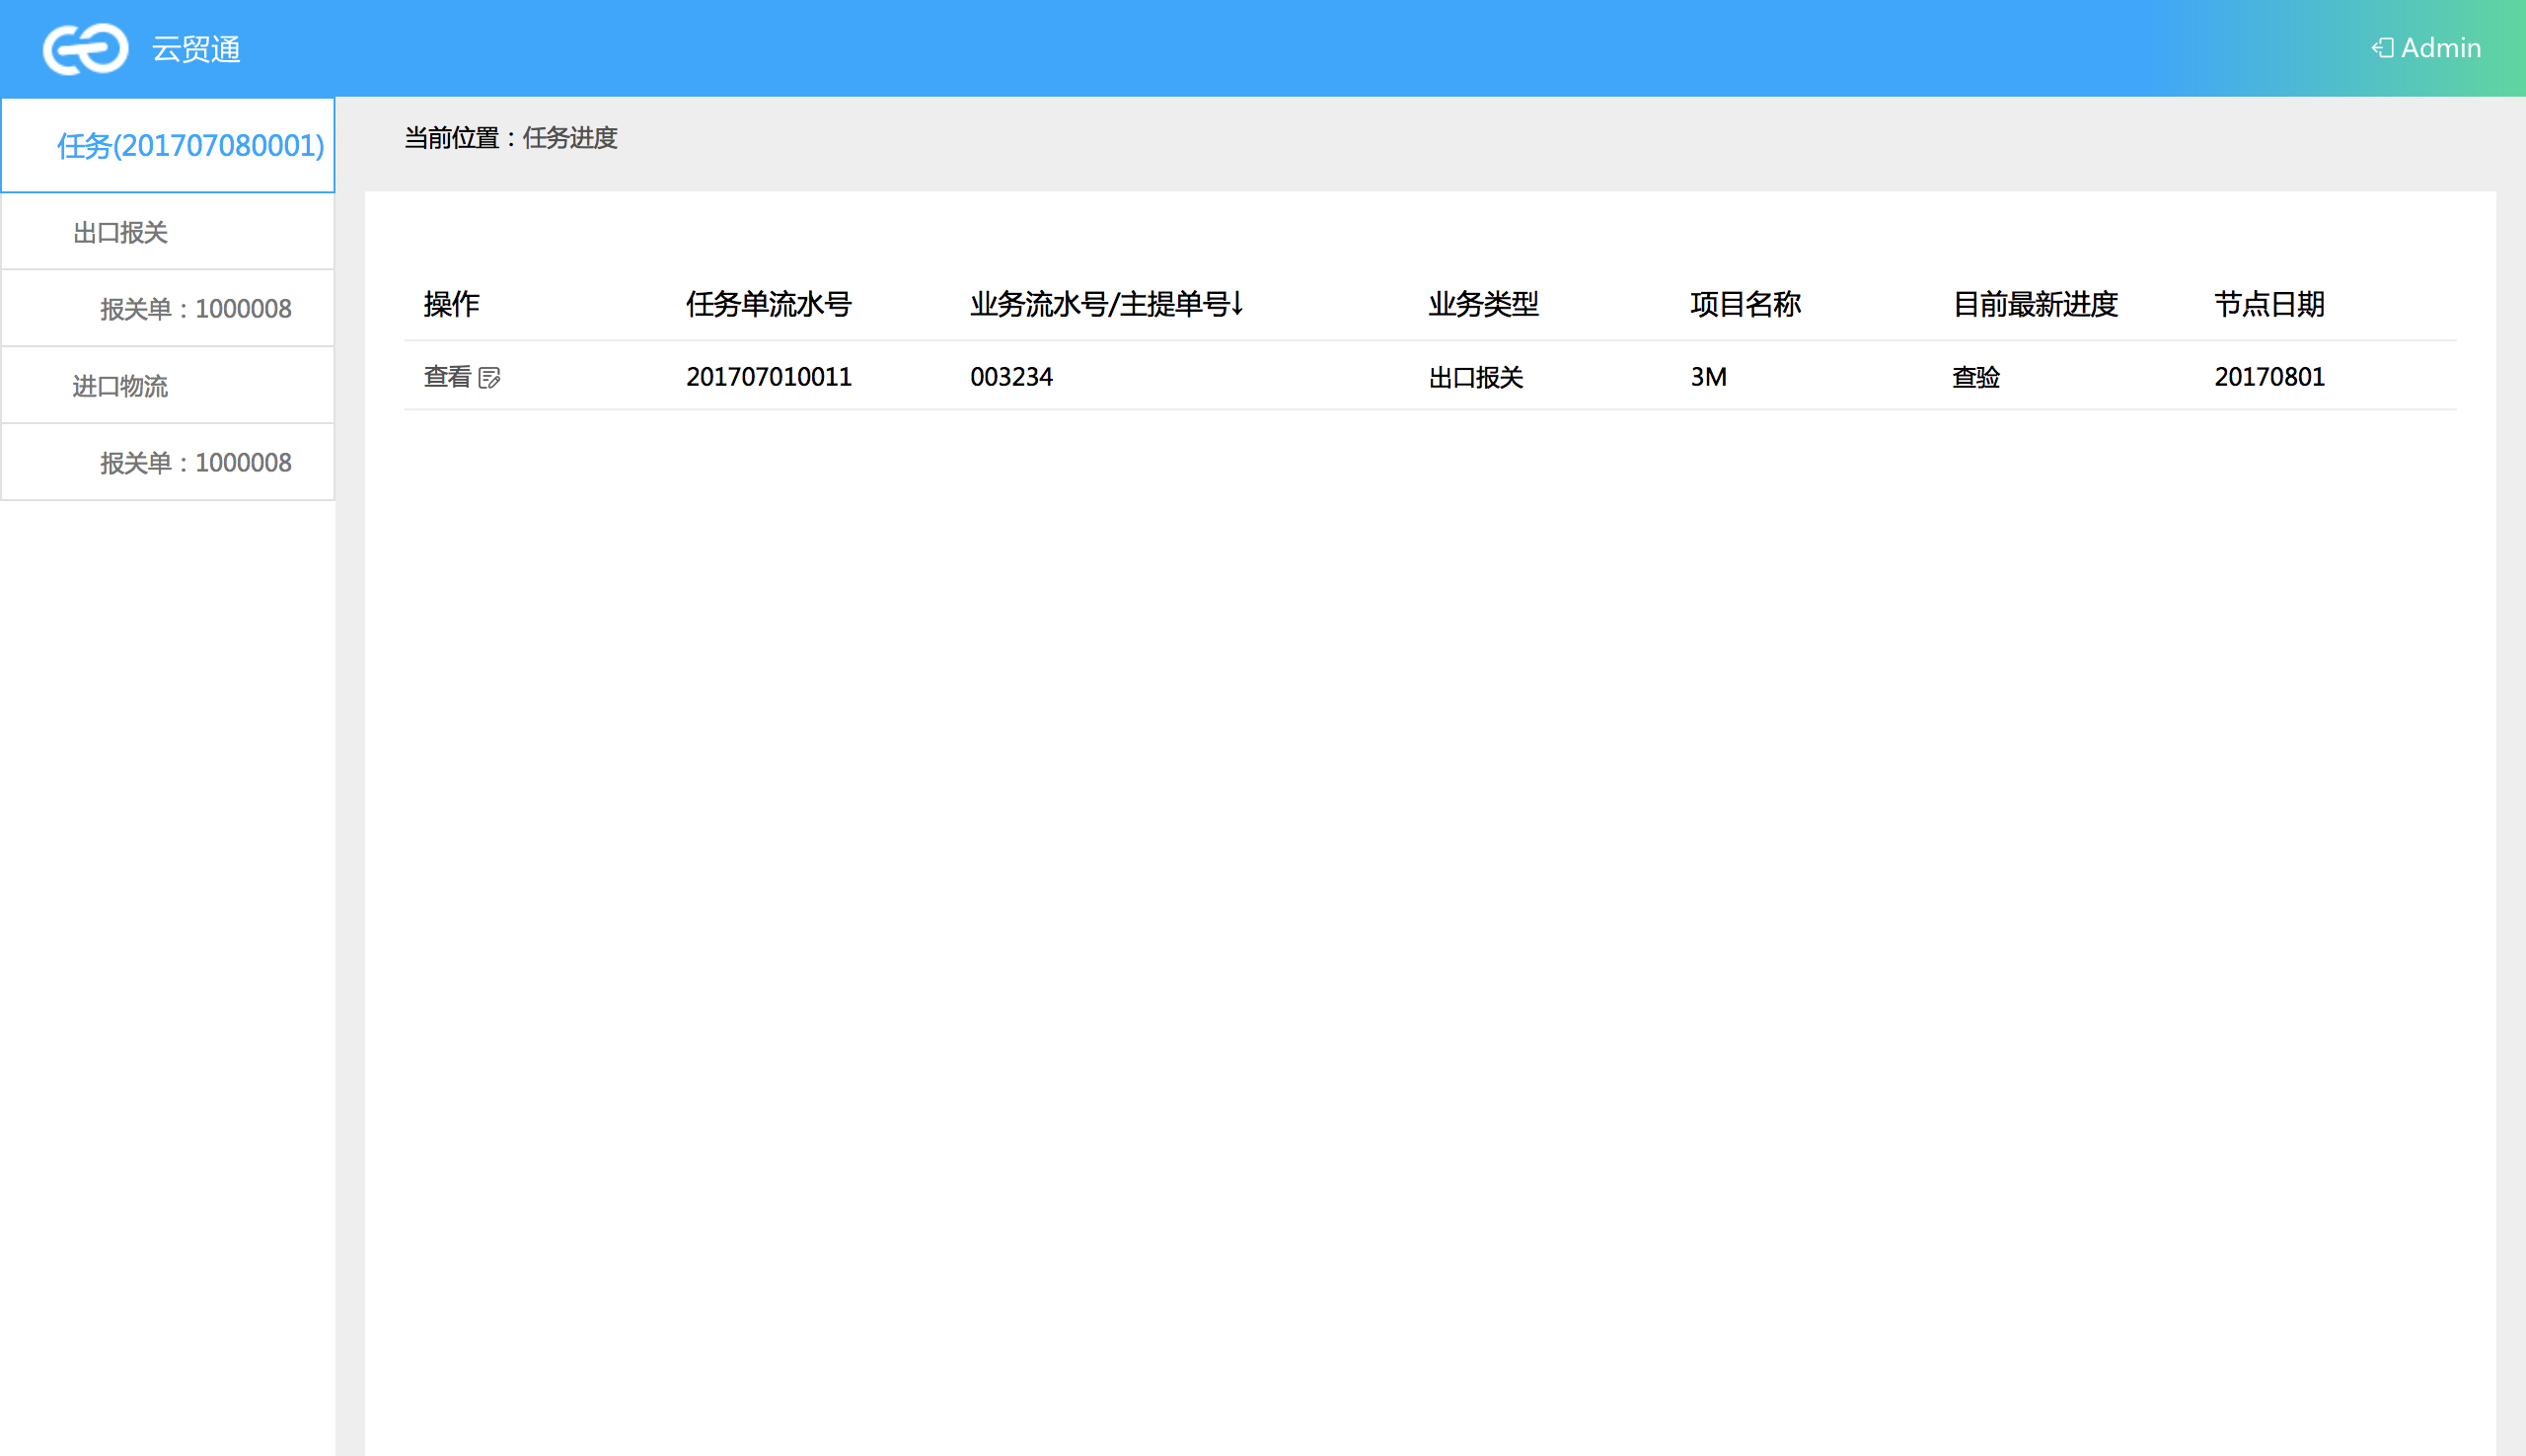 云贸通
Admin
任务(201707080001)
出口报关
报关单：1000008
进口物流
报关单：1000008
当前位置：任务进度
操作 任务单流水号 业务流水号/主提单号↓ 业务类型 项目名称 目前最新进度 节点日期
查看 201707010011 003234 出口报关 3M 查验 20170801